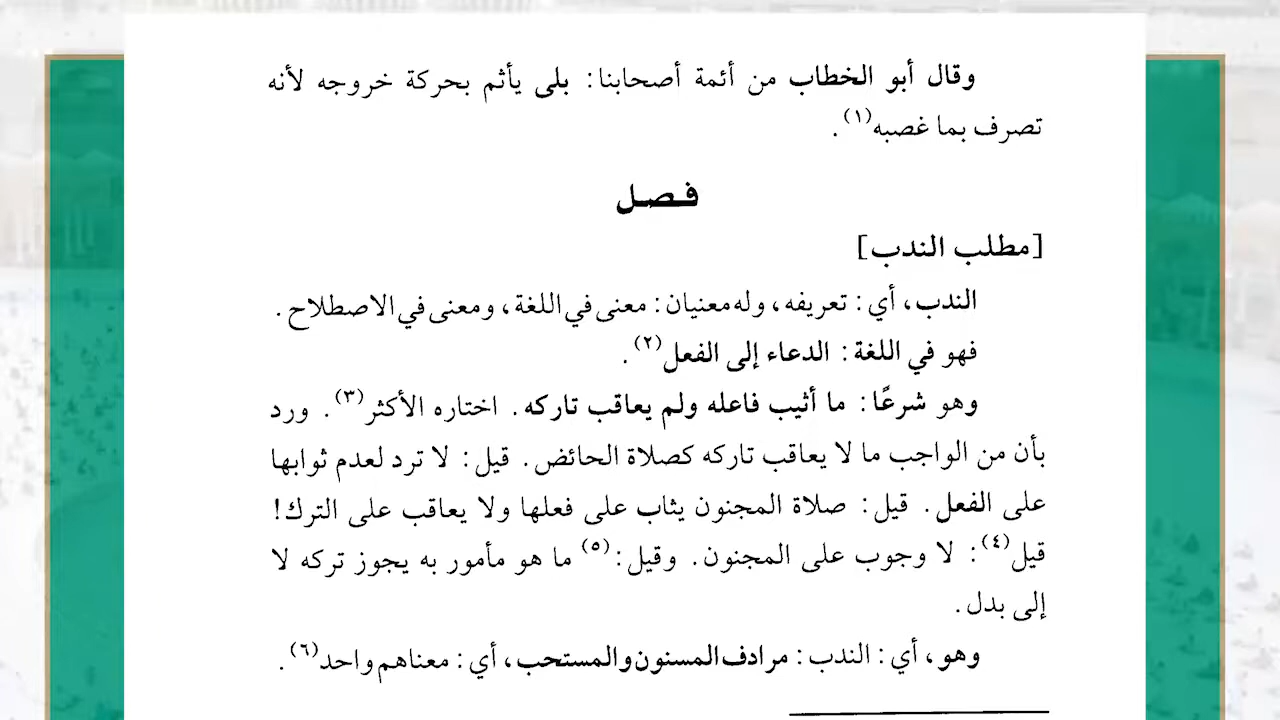 وقال أبو الخطاب من أئمة أصحابنا: بلى يأثم بحركة خروجه لأنه
تصرف بما غصبه(١).
فـصـل
[مطلب الندب]
الندب، أي: تعريفه، وله معنيان: معنى في اللغة، ومعنى في الاصطلاح.
فهو في اللغة: الدعاء إلى الفعل(٢).
وهو شرعًا: ما أثيب فاعله ولم يعاقب تاركه. اختاره الأكثر(٣). ورد
بأن من الواجب ما لا يعاقب تاركه كصلاة الحائض. قيل: لا ترد لعدم ثوابها
على الفعل. قيل: صلاة المجنون يثاب على فعلها ولا يعاقب على الترك!
قيل(٤): لا وجوب على المجنون. وقيل:(٥) ما هو مأمور به يجوز تركه لا
إلى بدل.
وهو، أي: الندب: مرادف المسنون والمستحب، أي: معناهم واحد(٦).